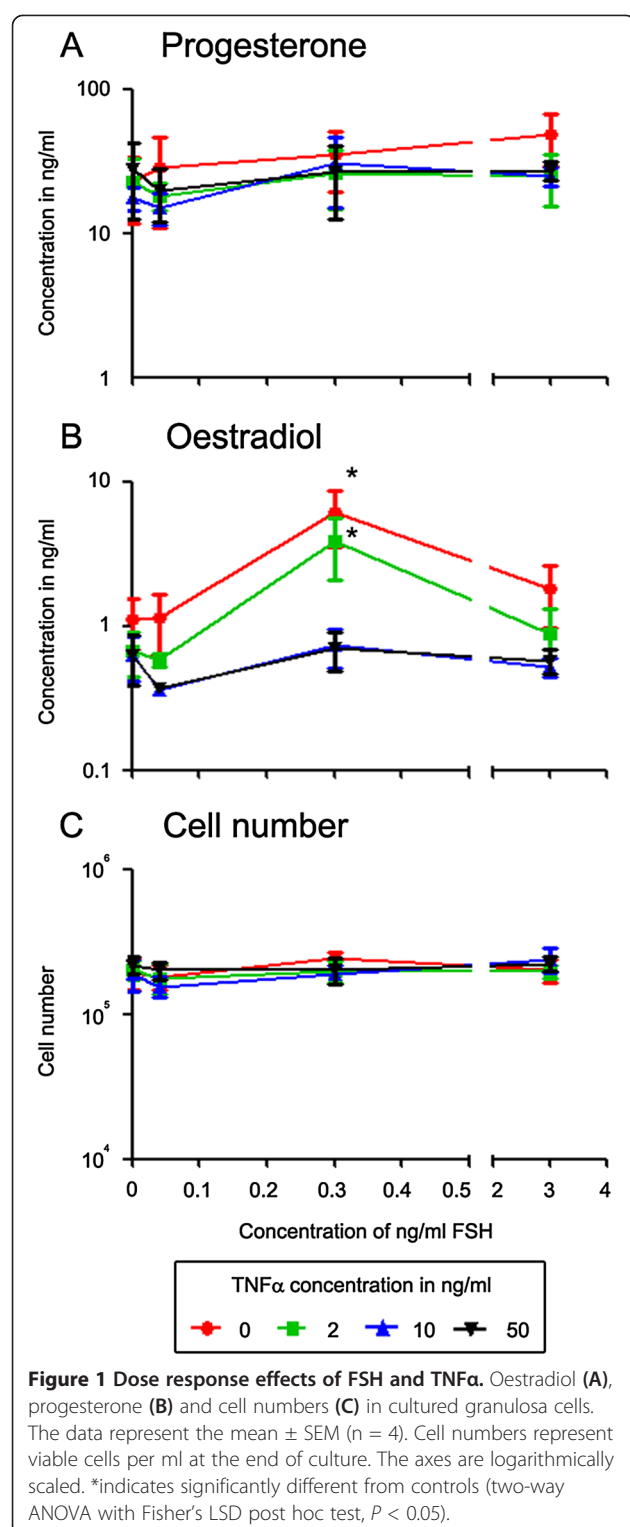 A Progesterone
100
10
1
Concentration in ng/ml
B Oestradiol
10
1
0.1
Concentration in ng/ml
*
*
C Cell number
10⁶
10⁵
10⁴
Cell number
0 0.1 0.2 0.3 0.4 0.5 2 3 4
Concentration of ng/ml FSH
TNFα concentration in ng/ml
0 2 10 50
Figure 1 Dose response effects of FSH and TNFα. Oestradiol (A),
progesterone (B) and cell numbers (C) in cultured granulosa cells.
The data represent the mean ± SEM (n = 4). Cell numbers represent
viable cells per ml at the end of culture. The axes are logarithmically
scaled. *indicates significantly different from controls (two-way
ANOVA with Fisher's LSD post hoc test, P < 0.05).